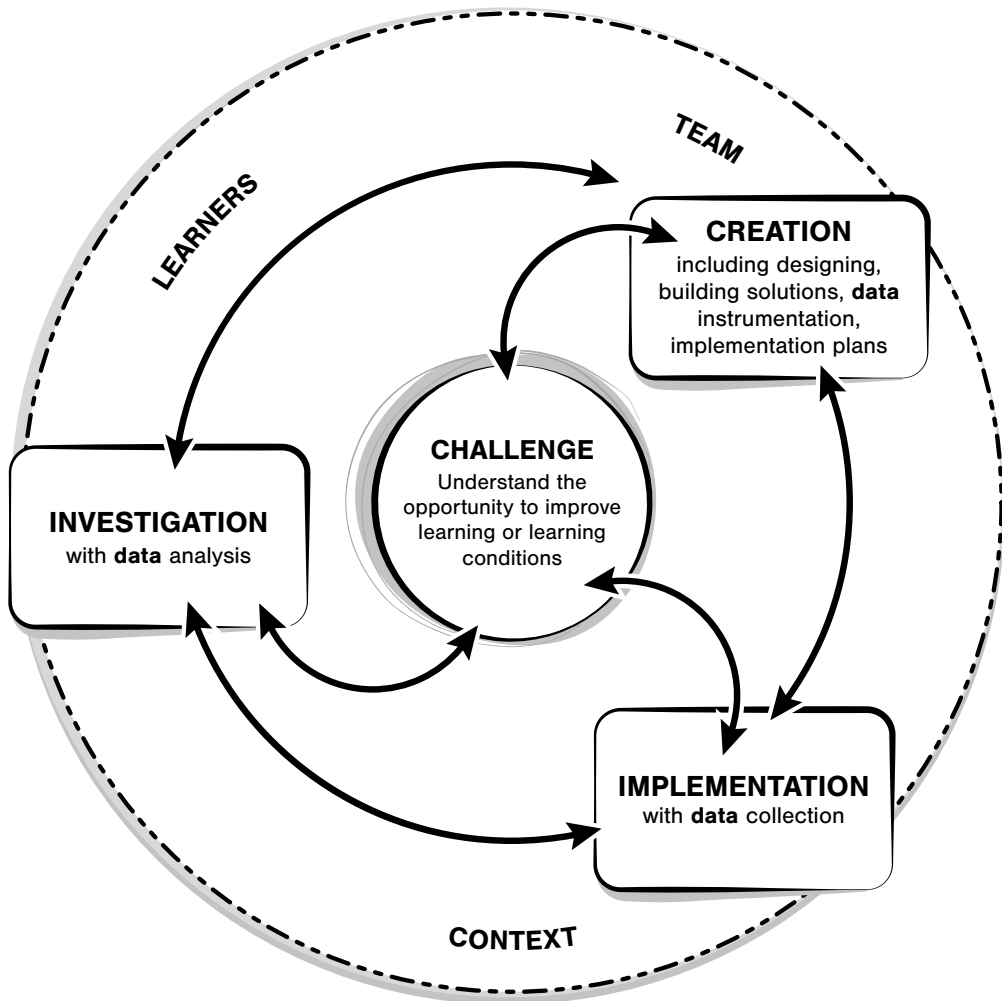 TEAM
LEARNERS
CREATION
including designing,
building solutions, data
instrumentation,
implementation plans
CHALLENGE
Understand the
opportunity to improve
learning or learning
conditions
INVESTIGATION
with data analysis
IMPLEMENTATION
with data collection
CONTEXT